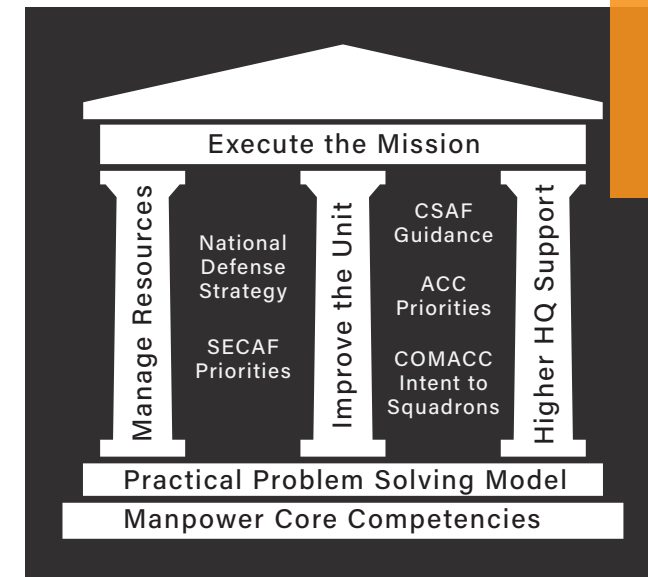 Execute the Mission
Manage Resources
National
Defense
Strategy
SECAF
Priorities
Improve the Unit
CSAF
Guidance
ACC
Priorities
COMACC
Intent to
Squadrons
Higher HQ Support
Practical Problem Solving Model
Manpower Core Competencies